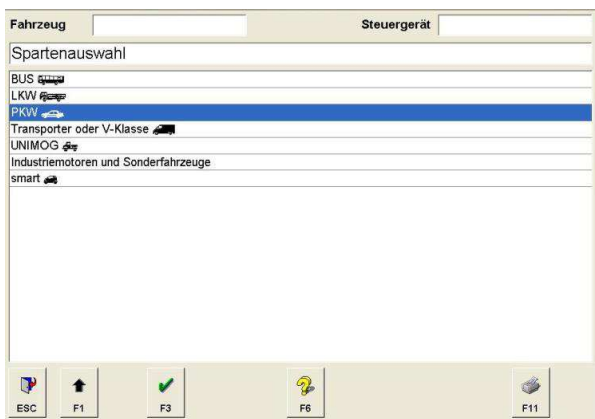 Fahrzeug Steuergerät
Spartenauswahl
BUS
LKW
PKW
Transporter oder V-Klasse
UNIMOG
Industriemotoren und Sonderfahrzeuge
smart
ESC F1 F3 F6 F11